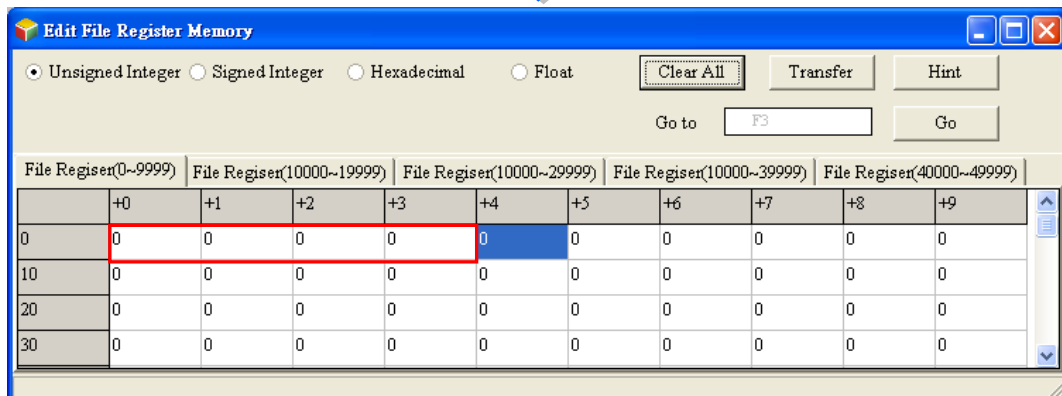 Edit File Register Memory
Unsigned Integer Signed Integer Hexadecimal Float Clear All Transfer Hint
Go to F3 Go
File Regiser(0~9999) File Regiser(10000~19999) File Regiser(10000~29999) File Regiser(10000~39999) File Regiser(40000~49999)
+0 +1 +2 +3 +4 +5 +6 +7 +8 +9
0 0 0 0 0 0 0 0 0 0 0
10 0 0 0 0 0 0 0 0 0 0
20 0 0 0 0 0 0 0 0 0 0
30 0 0 0 0 0 0 0 0 0 0